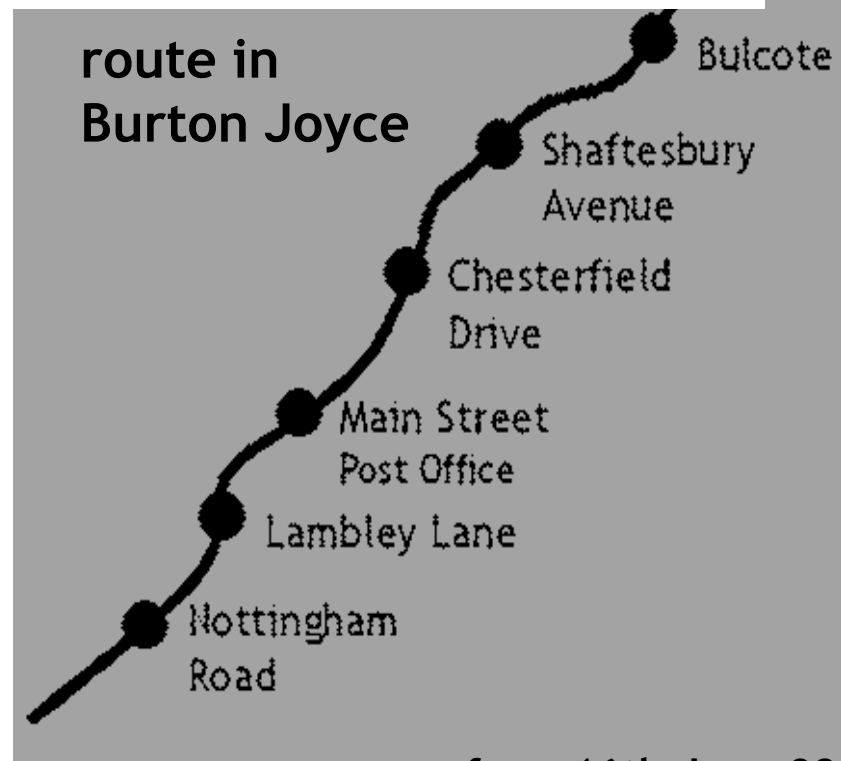 route in
Burton Joyce
Bulcote
Shaftesbury
Avenue
Chesterfield
Drive
Main Street
Post Office
Lambley Lane
Nottingham
Road